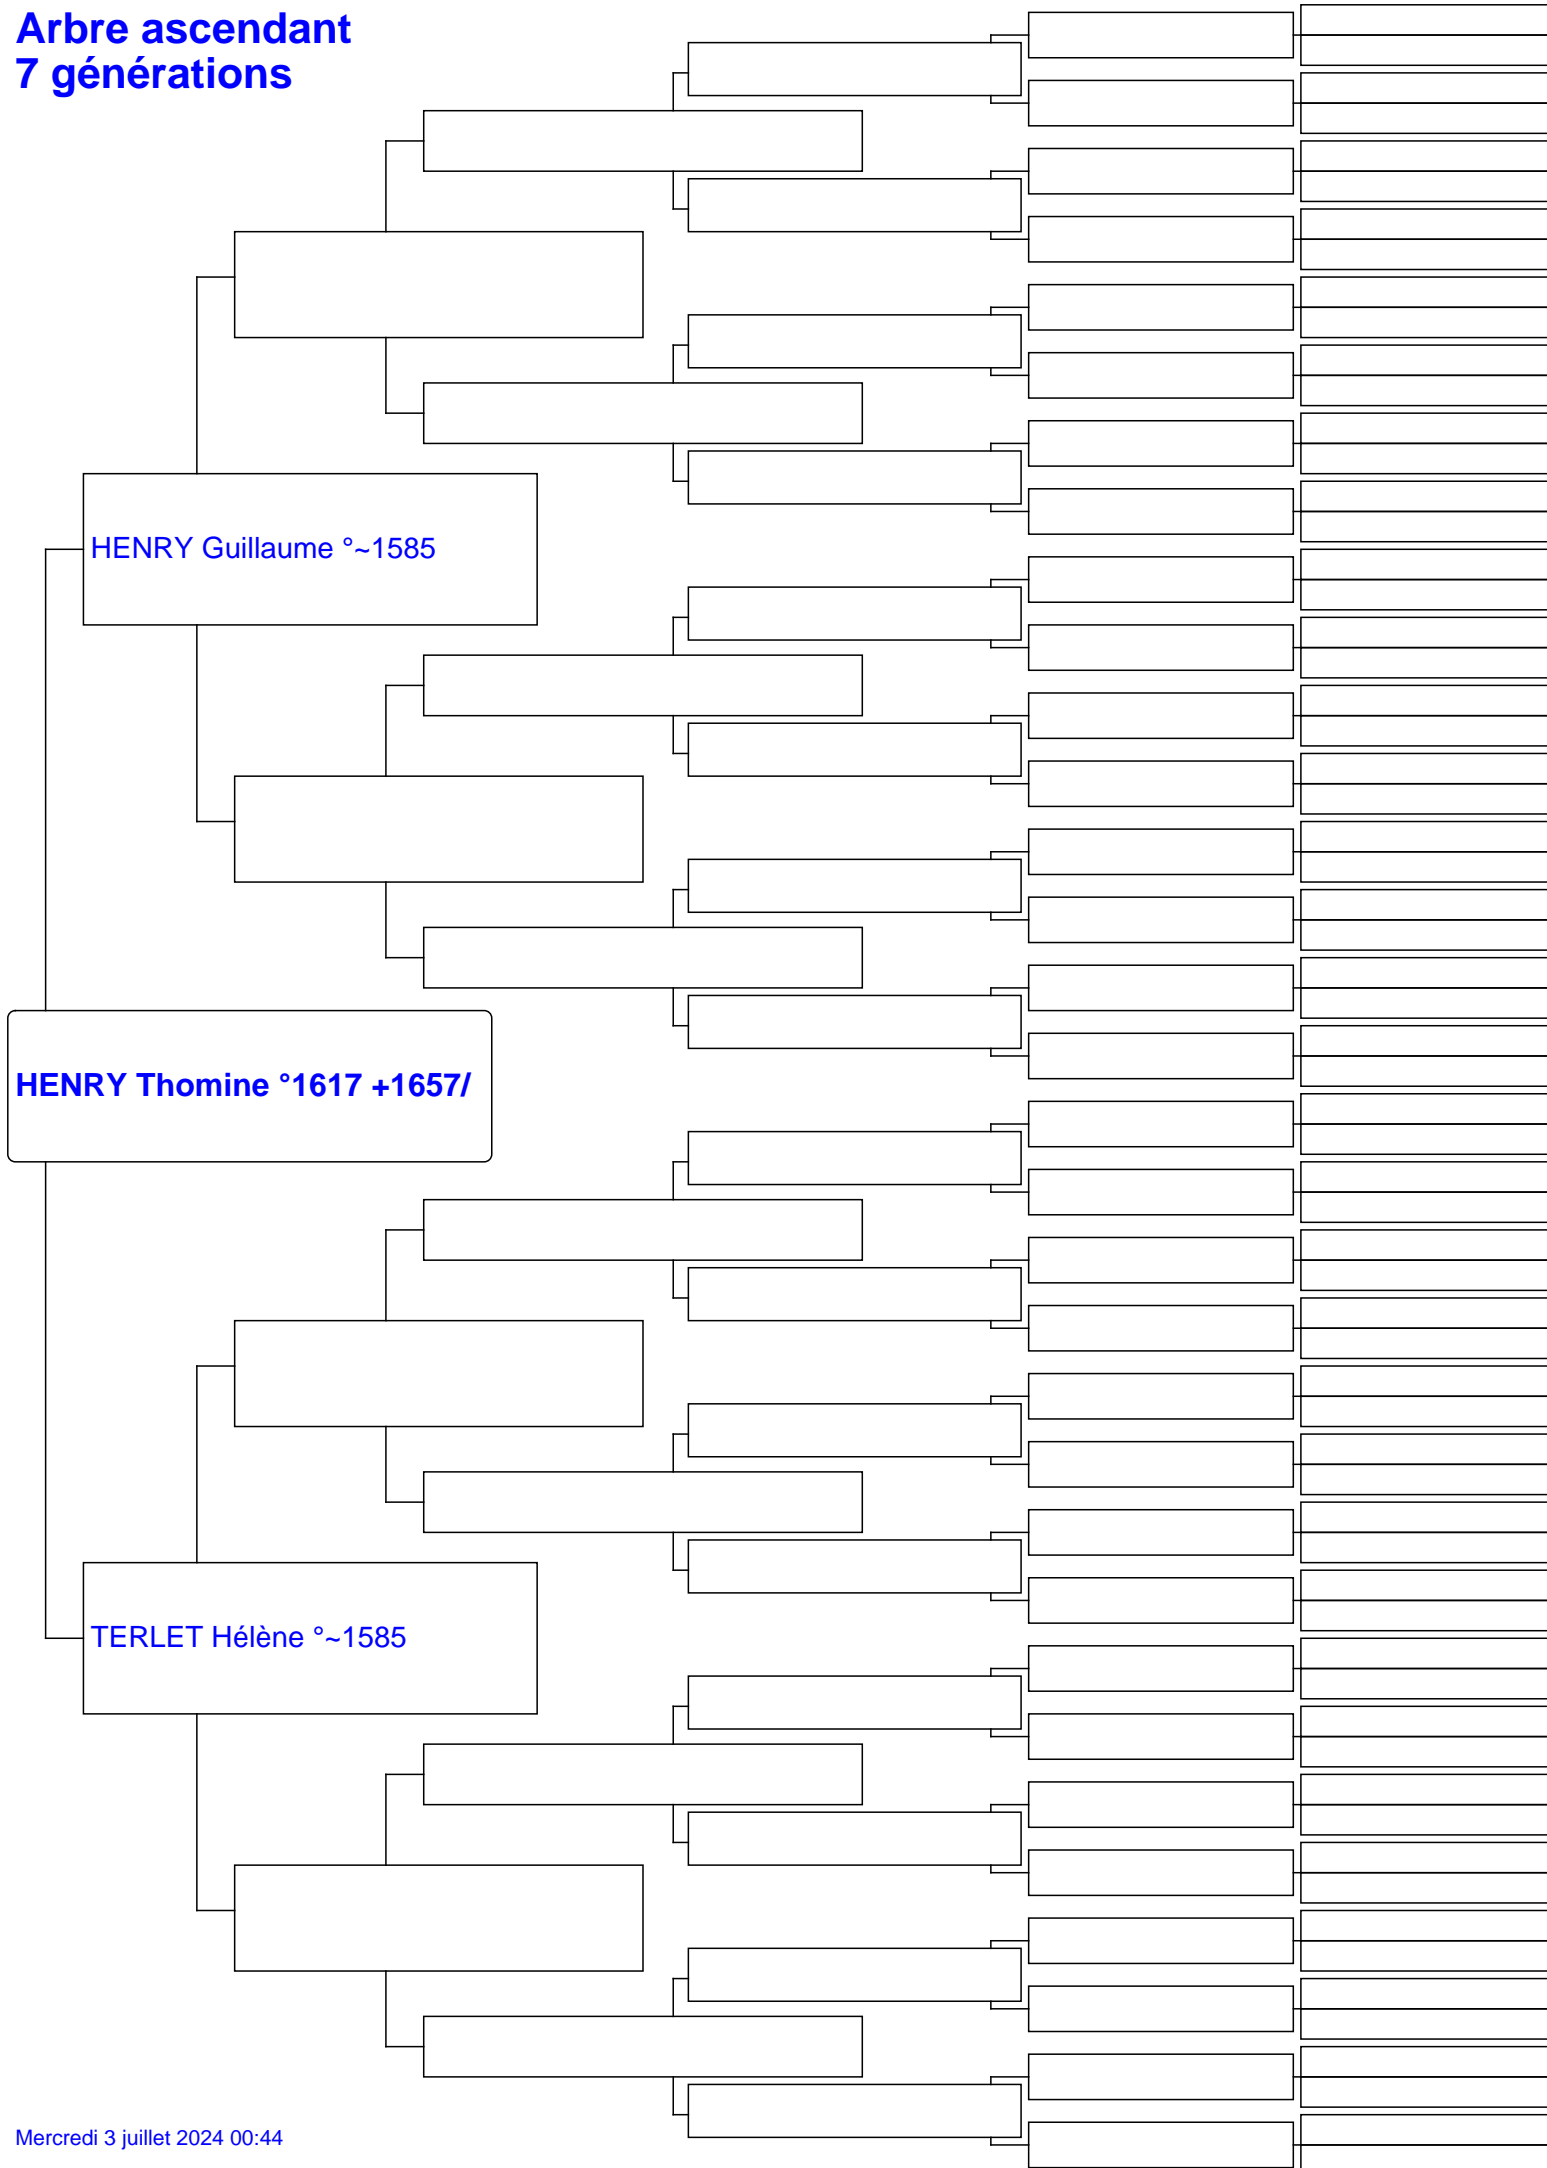 Arbre ascendant
7 générations
HENRY Guillaume °~1585
HENRY Thomine °1617 +1657/
TERLET Hélène °~1585
Mercredi 3 juillet 2024 00:44